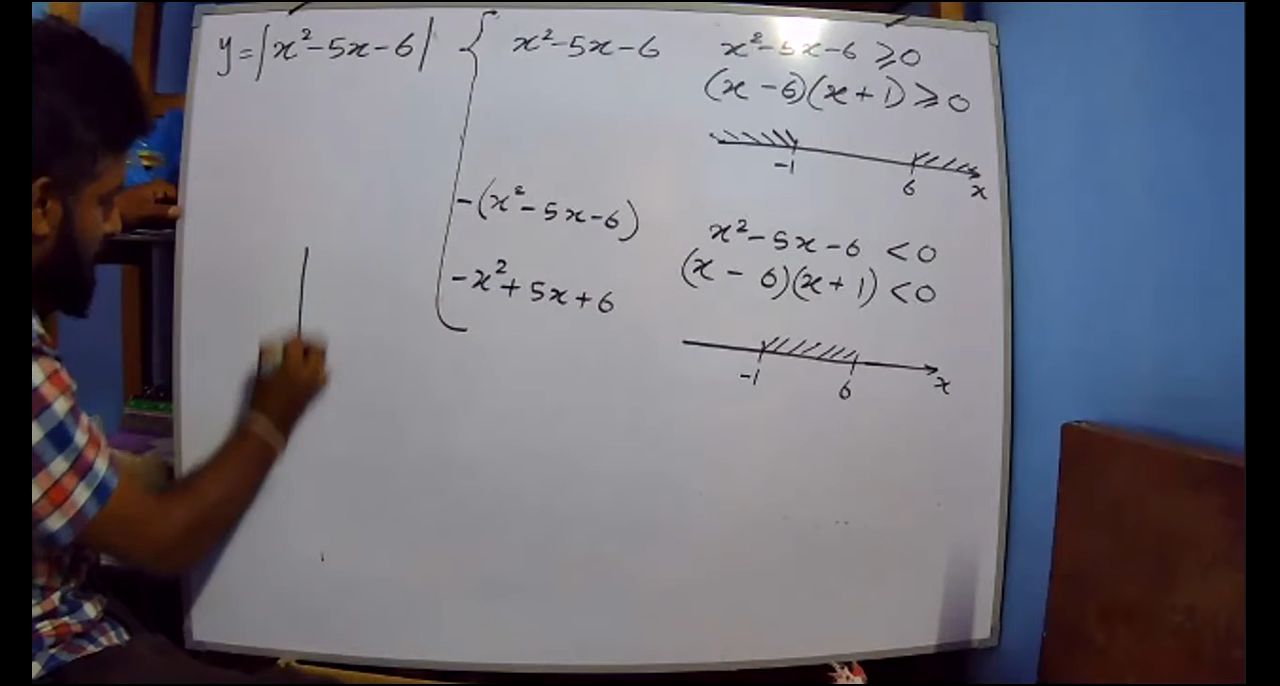 y=|x²-5x-6| { x²-5x-6 x²-5x-6 ≥0
(x-6)(x+1) ≥0
-1 6 x
-(x²-5x-6) x²-5x-6 <0
-x²+5x+6 (x-6)(x+1) <0
-1 6 x